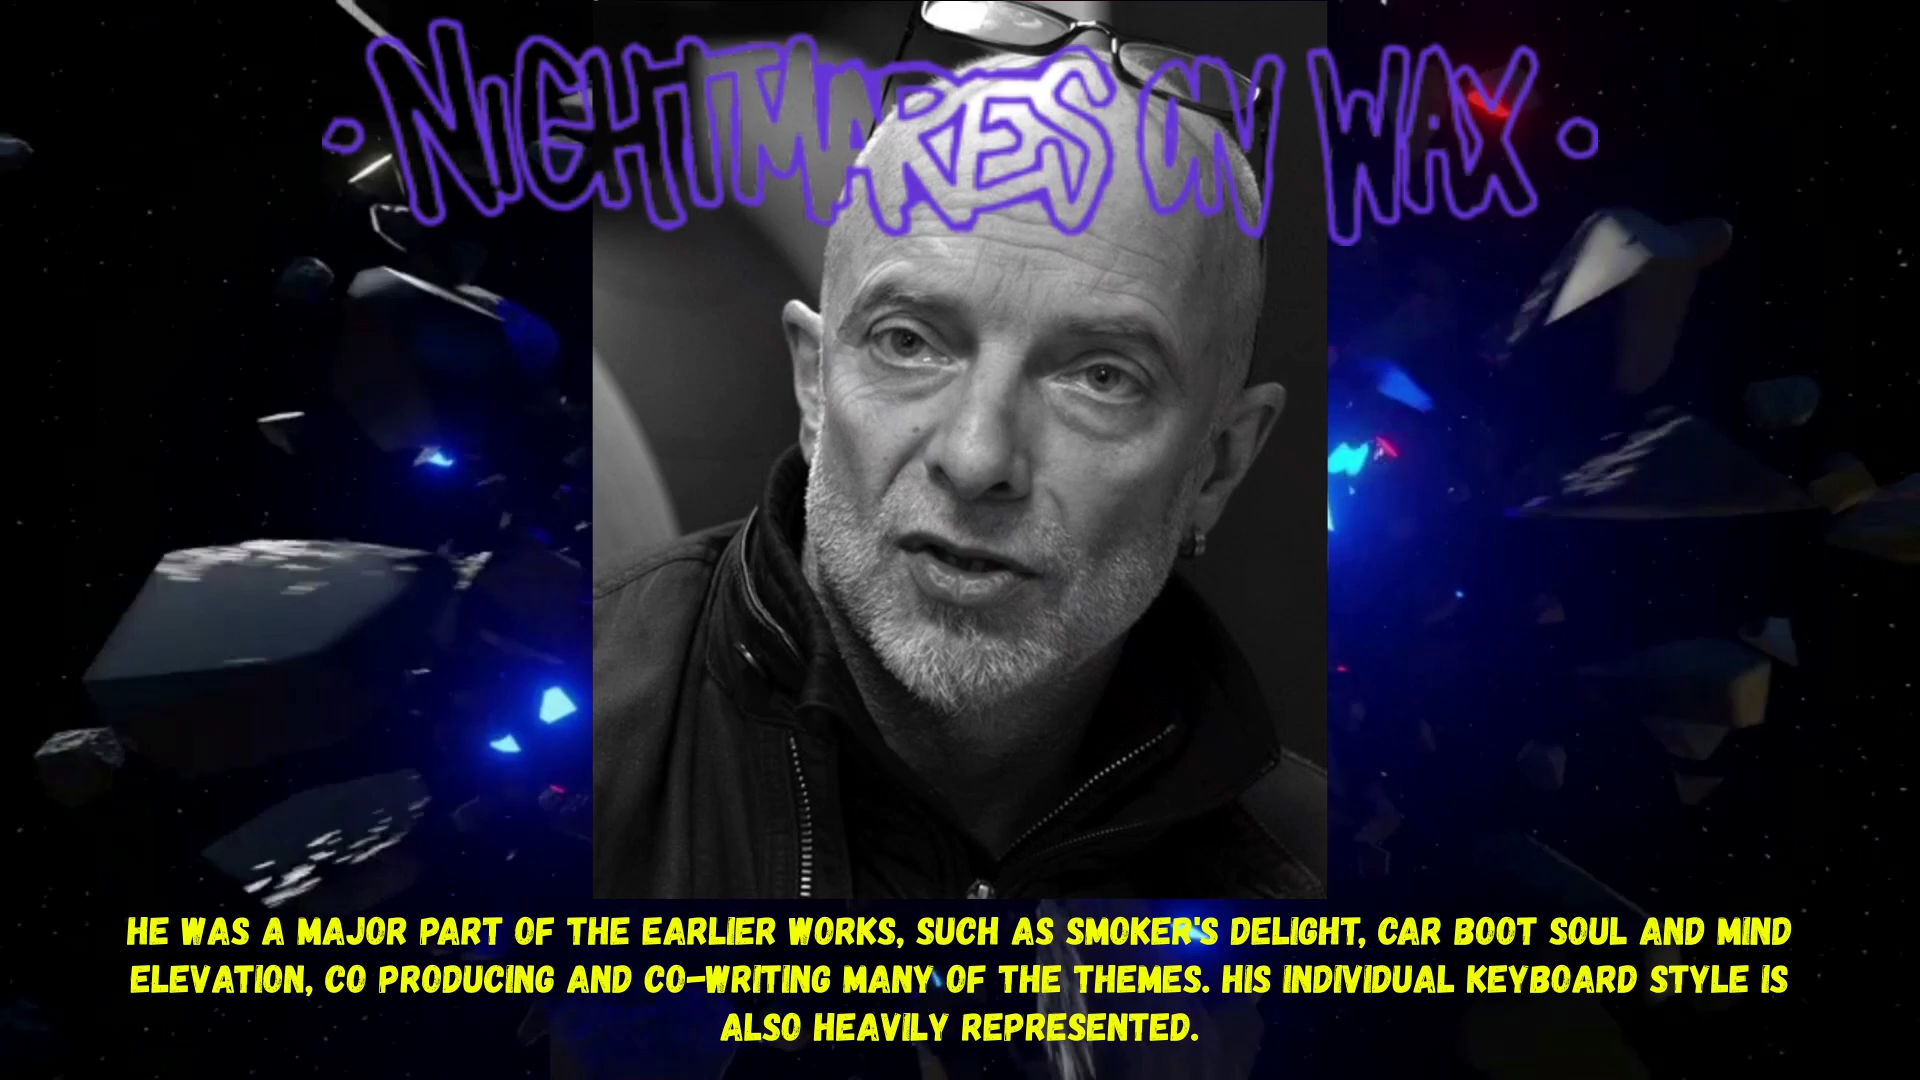 · NIGHTMARES ON WAX ·
HE WAS A MAJOR PART OF THE EARLIER WORKS, SUCH AS SMOKER'S DELIGHT, CAR BOOT SOUL AND MIND
ELEVATION, CO PRODUCING AND CO-WRITING MANY OF THE THEMES. HIS INDIVIDUAL KEYBOARD STYLE IS
ALSO HEAVILY REPRESENTED.